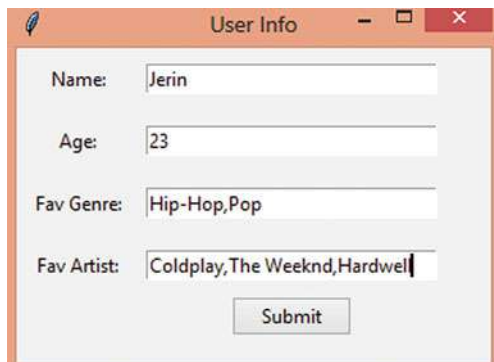 User Info
Name: Jerin
Age: 23
Fav Genre: Hip-Hop,Pop
Fav Artist: Coldplay,The Weeknd,Hardwell
Submit